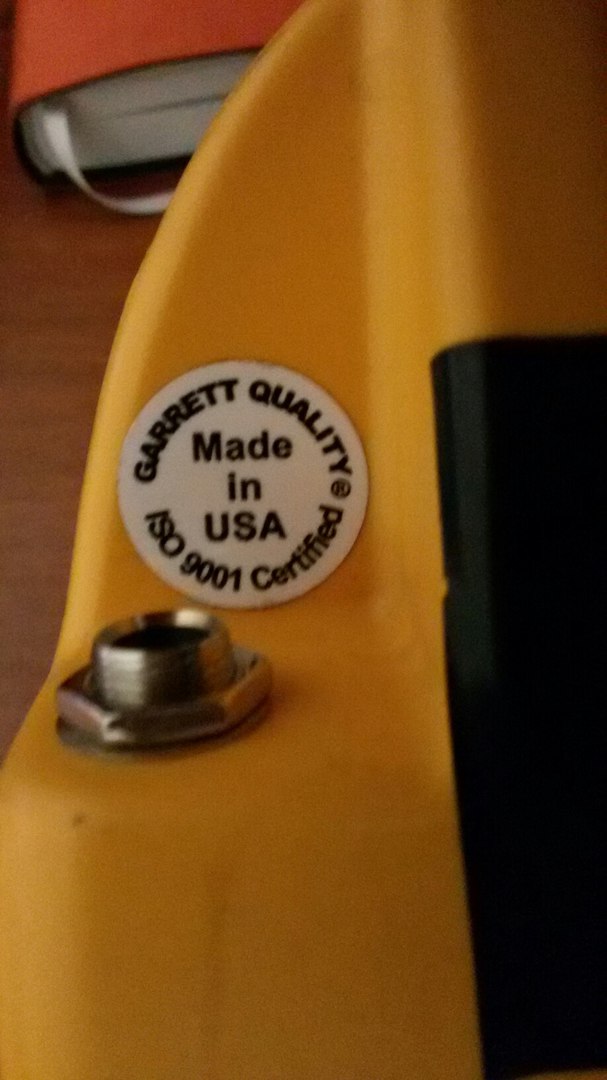 GARRETT QUALITY®
Made
in
USA
ISO 9001 Certified